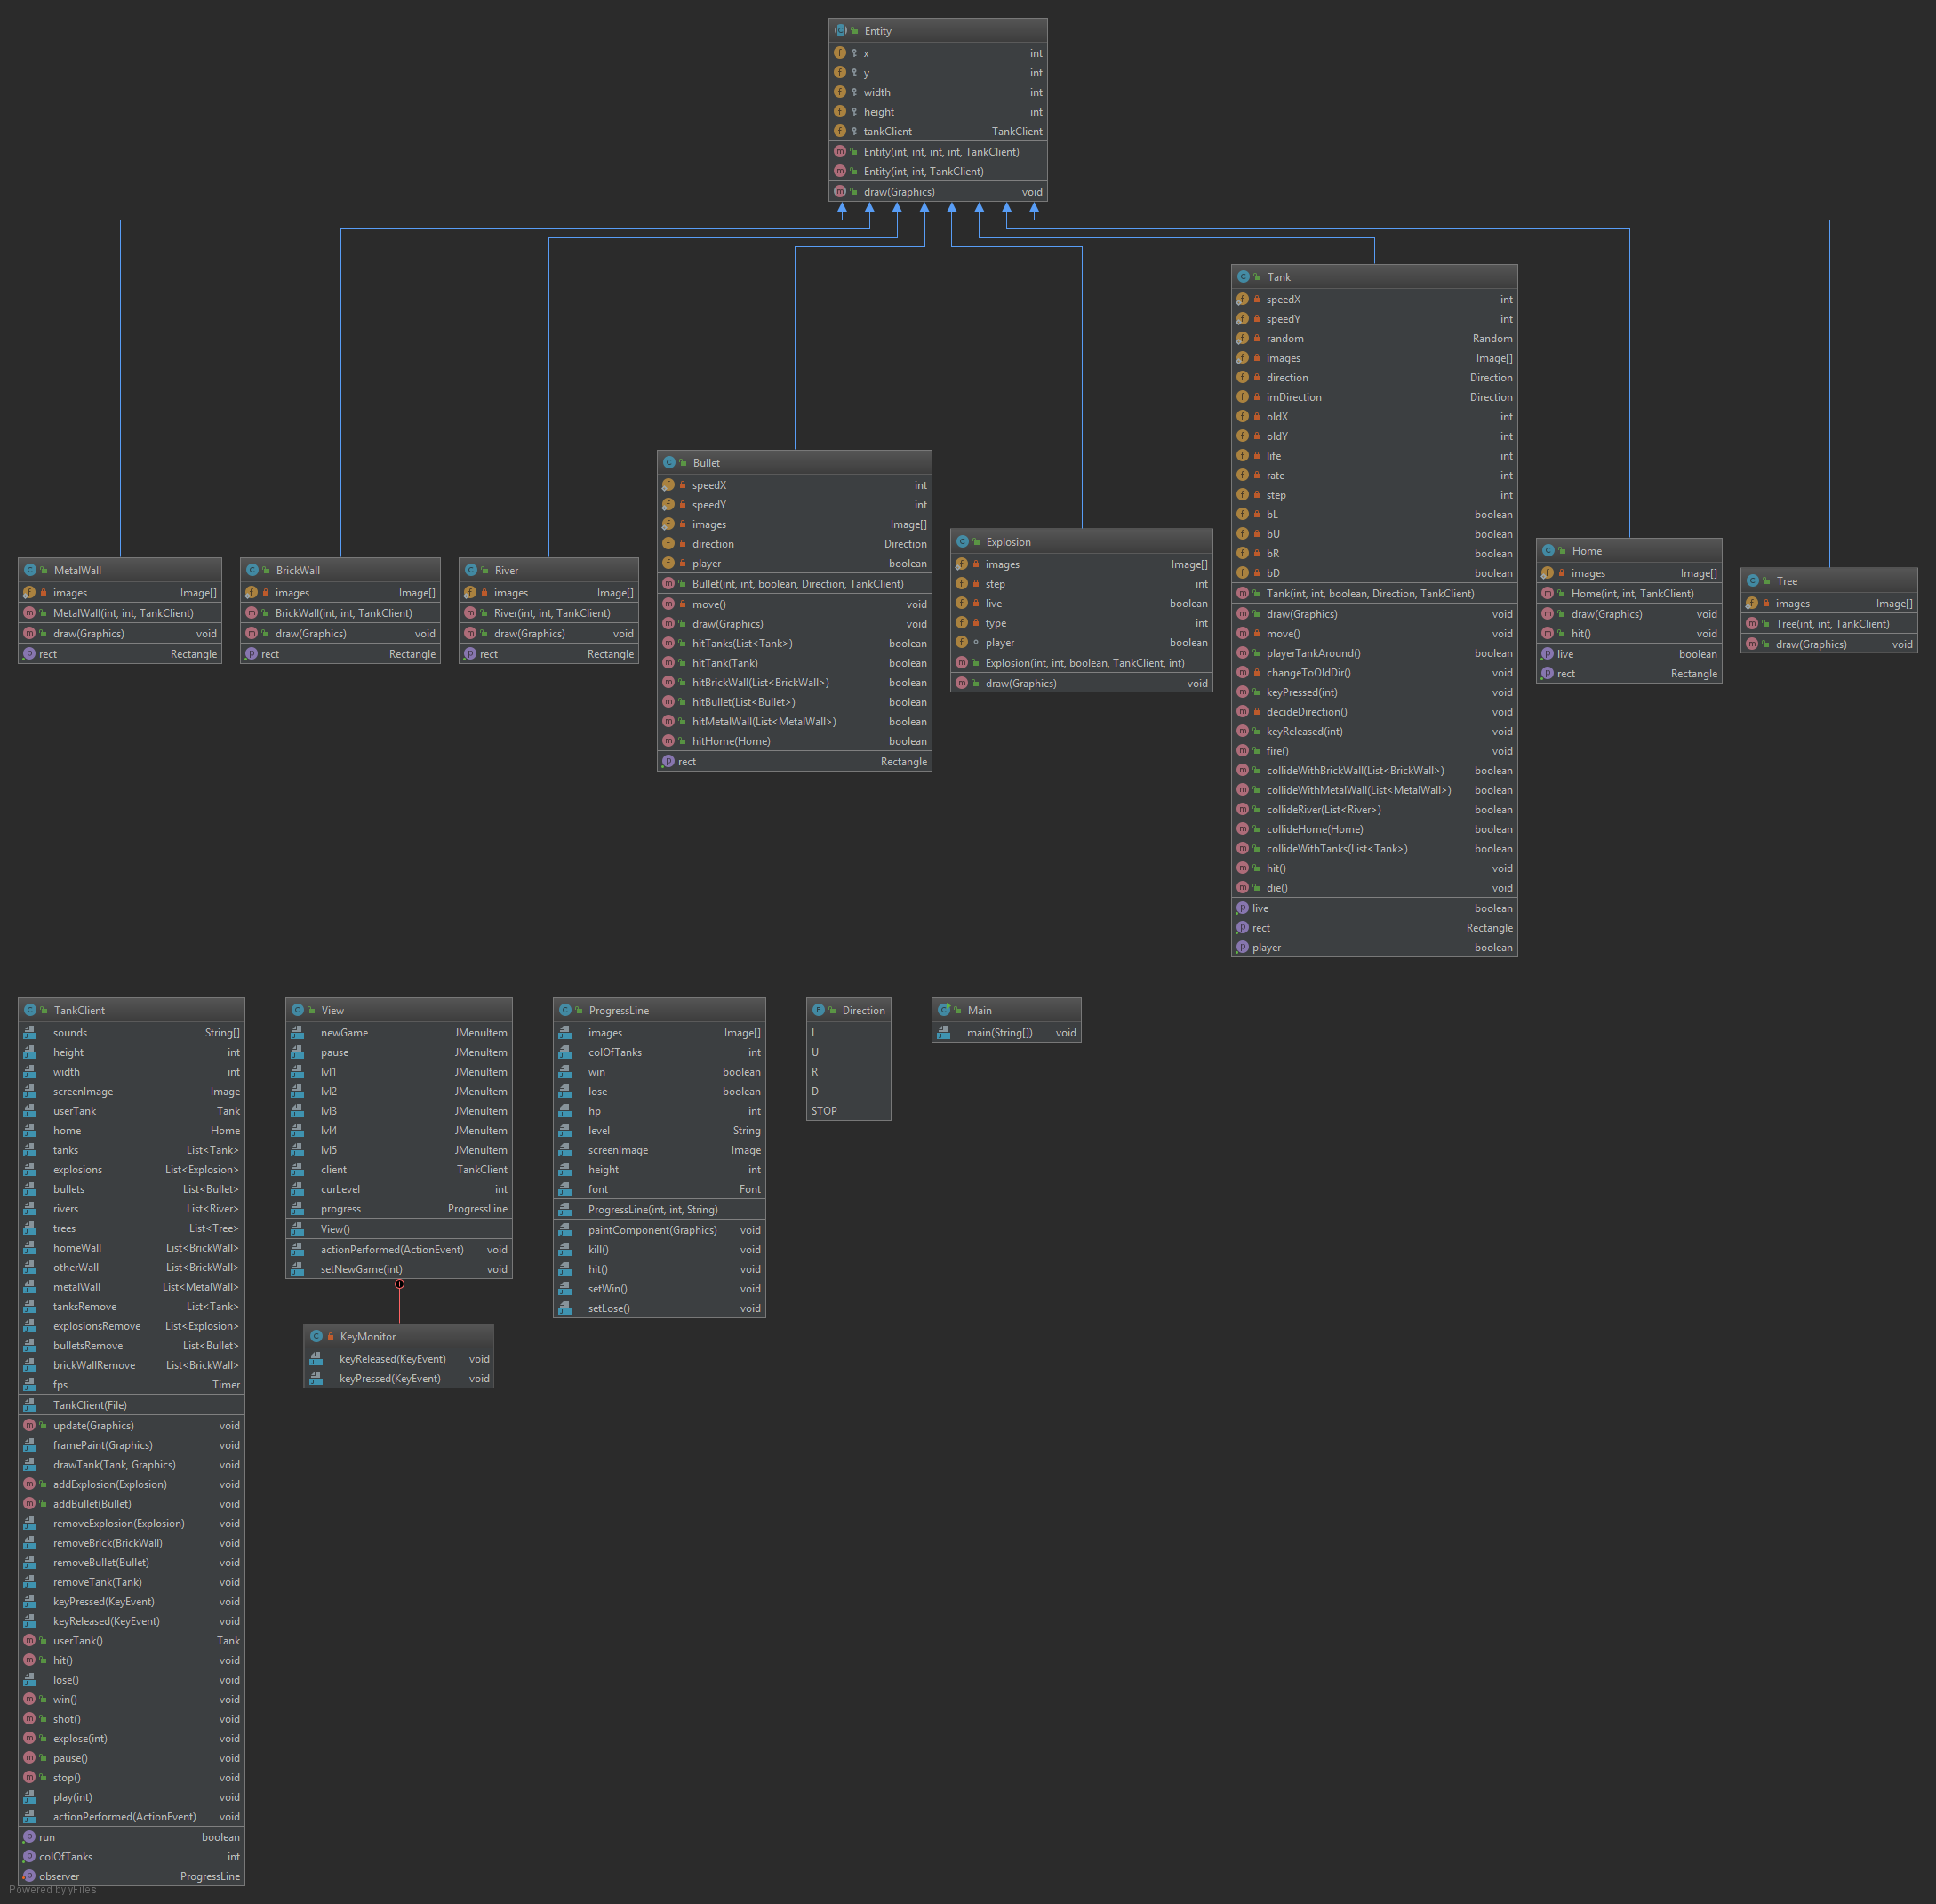 Entity
x int
y int
width int
height int
tankClient TankClient
Entity(int, int, int, int, TankClient)
Entity(int, int, TankClient)
draw(Graphics) void
Tank
speedX int
speedY int
random Random
images Image[]
direction Direction
imDirection Direction
oldX int
oldY int
life int
rate int
step int
bL boolean
bU boolean
bR boolean
bD boolean
Tank(int, int, boolean, Direction, TankClient)
draw(Graphics) void
move() void
playerTankAround() boolean
changeToOldDir() void
keyPressed(int) void
decideDirection() void
keyReleased(int) void
fire() void
collideWithBrickWall(List<BrickWall>) boolean
collideWithMetalWall(List<MetalWall>) boolean
collideRiver(List<River>) boolean
collideHome(Home) boolean
collideWithTanks(List<Tank>) boolean
hit() void
die() void
live boolean
rect Rectangle
player boolean
Bullet
speedX int
speedY int
images Image[]
direction Direction
player boolean
Bullet(int, int, boolean, Direction, TankClient)
move() void
draw(Graphics) void
hitTanks(List<Tank>) boolean
hitTank(Tank) boolean
hitBrickWall(List<BrickWall>) boolean
hitBullet(List<Bullet>) boolean
hitMetalWall(List<MetalWall>) boolean
hitHome(Home) boolean
rect Rectangle
Explosion
images Image[]
step int
live boolean
type int
player boolean
Explosion(int, int, boolean, TankClient, int)
draw(Graphics) void
Home
images Image[]
Home(int, int, TankClient)
draw(Graphics) void
hit() void
live boolean
rect Rectangle
MetalWall
images Image[]
MetalWall(int, int, TankClient)
draw(Graphics) void
rect Rectangle
BrickWall
images Image[]
BrickWall(int, int, TankClient)
draw(Graphics) void
rect Rectangle
River
images Image[]
River(int, int, TankClient)
draw(Graphics) void
rect Rectangle
Tree
images Image[]
Tree(int, int, TankClient)
draw(Graphics) void
TankClient
sounds String[]
height int
width int
screenImage Image
userTank Tank
home Home
tanks List<Tank>
explosions List<Explosion>
bullets List<Bullet>
rivers List<River>
trees List<Tree>
homeWall List<BrickWall>
otherWall List<BrickWall>
metalWall List<MetalWall>
tanksRemove List<Tank>
explosionsRemove List<Explosion>
bulletsRemove List<Bullet>
brickWallRemove List<BrickWall>
fps Timer
TankClient(File)
update(Graphics) void
framePaint(Graphics) void
drawTank(Tank, Graphics) void
addExplosion(Explosion) void
addBullet(Bullet) void
removeExplosion(Explosion) void
removeBrick(BrickWall) void
removeBullet(Bullet) void
removeTank(Tank) void
keyPressed(KeyEvent) void
keyReleased(KeyEvent) void
userTank() Tank
hit() void
lose() void
win() void
shot() void
explose(int) void
pause() void
stop() void
play(int) void
actionPerformed(ActionEvent) void
run boolean
colOfTanks int
observer ProgressLine
View
newGame JMenuItem
pause JMenuItem
lvl1 JMenuItem
lvl2 JMenuItem
lvl3 JMenuItem
lvl4 JMenuItem
lvl5 JMenuItem
client TankClient
curLevel int
progress ProgressLine
View()
actionPerformed(ActionEvent) void
setNewGame(int) void
KeyMonitor
keyReleased(KeyEvent) void
keyPressed(KeyEvent) void
ProgressLine
images Image[]
colOfTanks int
win boolean
lose boolean
hp int
level String
screenImage Image
height int
font Font
ProgressLine(int, int, String)
paintComponent(Graphics) void
kill() void
hit() void
setWin() void
setLose() void
Direction
L
U
R
D
STOP
Main
main(String[]) void
Powered by yFiles